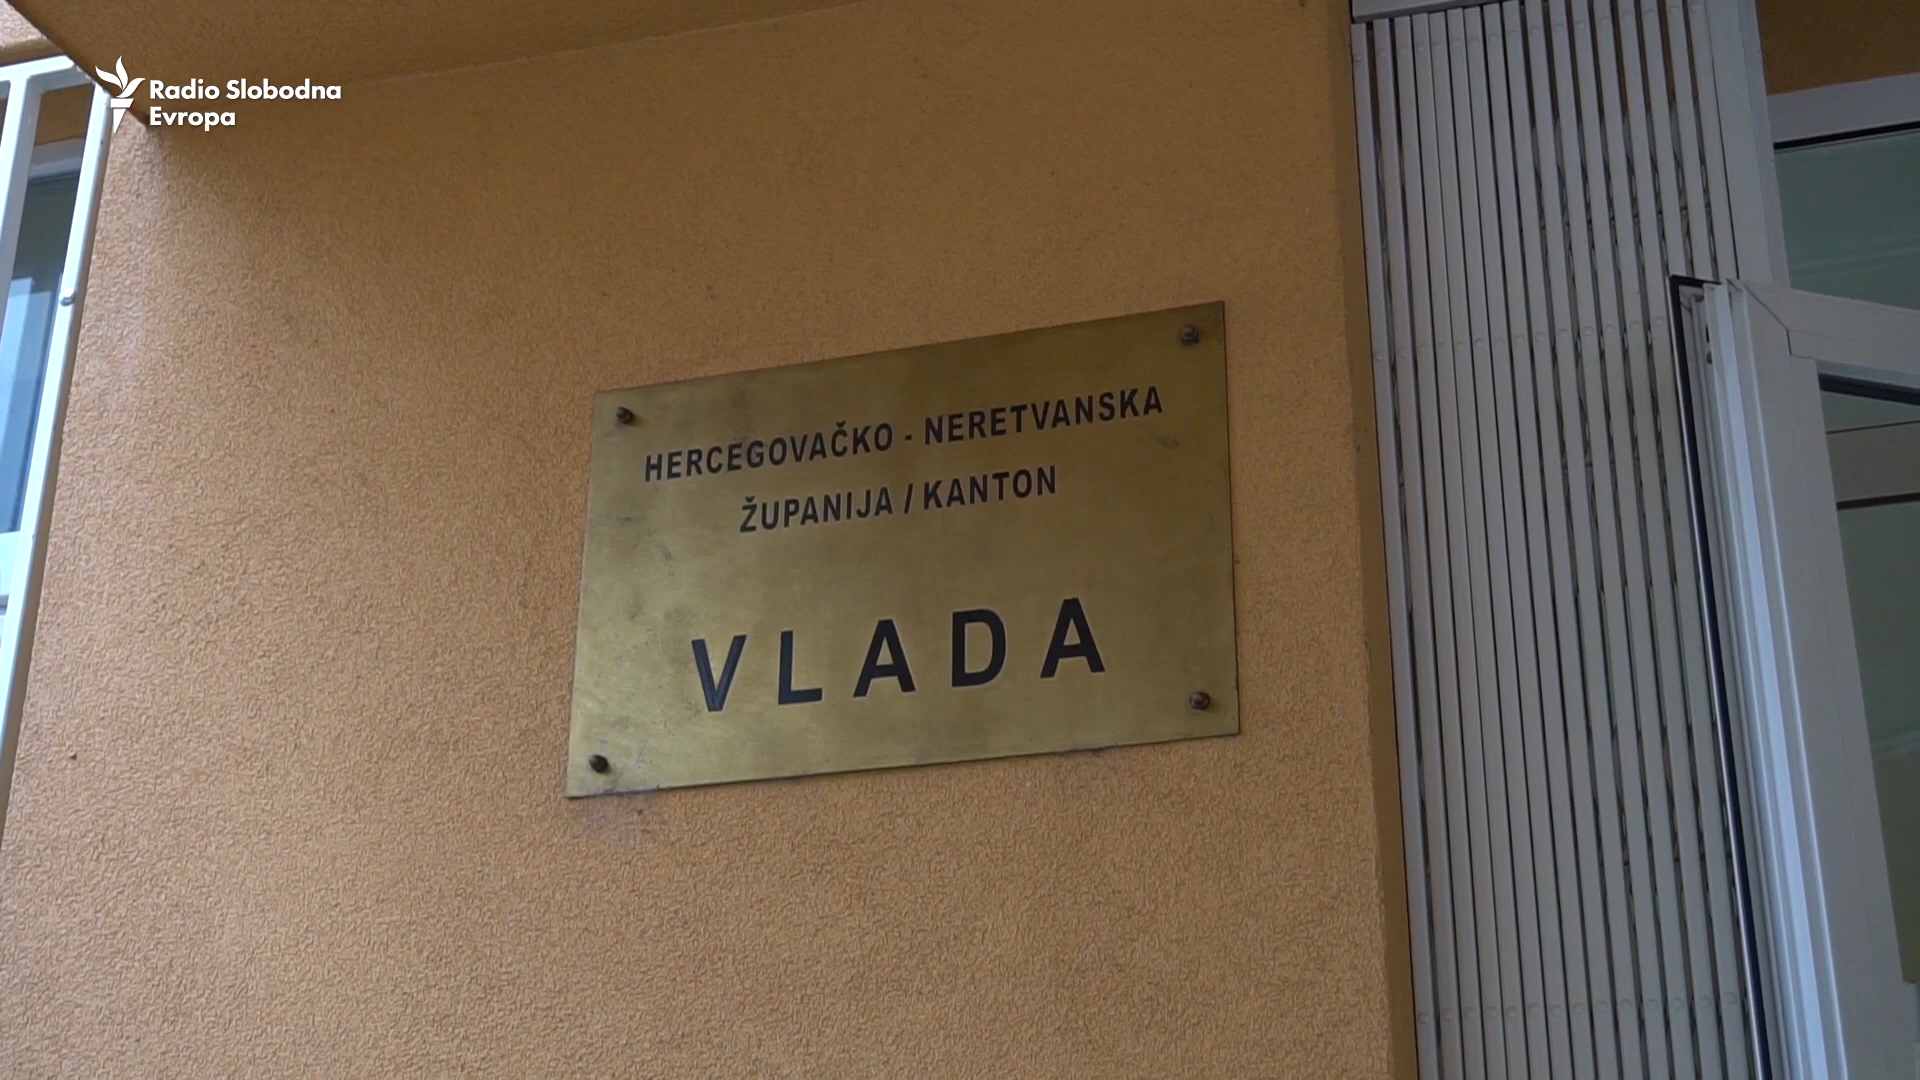 Radio Slobodna
Evropa
HERCEGOVAČKO - NERETVANSKA
ŽUPANIJA / KANTON
VLADA